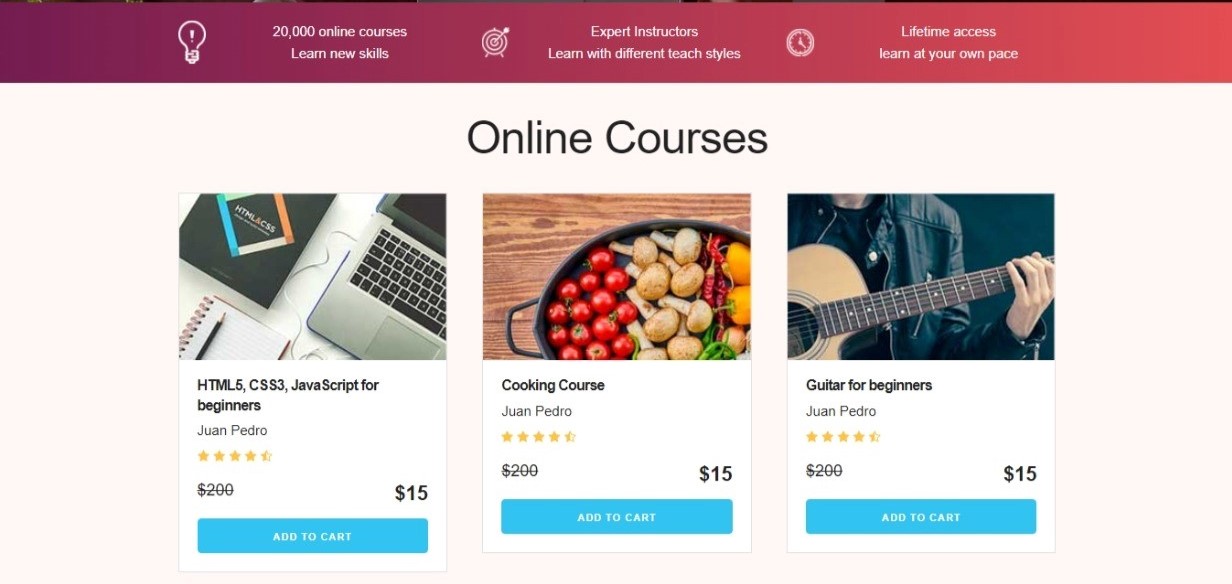 20,000 online courses
Learn new skills
Expert Instructors
Learn with different teach styles
Lifetime access
learn at your own pace
Online Courses
HTML&CSS
HTML5, CSS3, JavaScript for
beginners
Juan Pedro
$200
$15
ADD TO CART
Cooking Course
Juan Pedro
$200
$15
ADD TO CART
Guitar for beginners
Juan Pedro
$200
$15
ADD TO CART